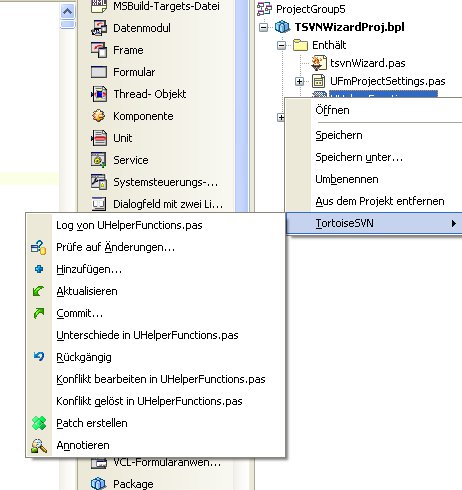 MSBuild-Targets-Datei
Datenmodul
Frame
Formular
Thread- Objekt
Komponente
Unit
Service
Systemsteuerungs-...
Dialogfeld mit zwei Li...
VCL-Formularanwen...
Package
ProjectGroup5
TSVNWizardProj.bpl
Enthält
tsvnWizard.pas
UFmProjectSettings.pas
Öffnen
Speichern
Speichern unter...
Umbenennen
Aus dem Projekt entfernen
TortoiseSVN
Log von UHelperFunctions.pas
Prüfe auf Änderungen...
Hinzufügen...
Aktualisieren
Commit...
Unterschiede in UHelperFunctions.pas
Rückgängig
Konflikt bearbeiten in UHelperFunctions.pas
Konflikt gelöst in UHelperFunctions.pas
Patch erstellen
Annotieren